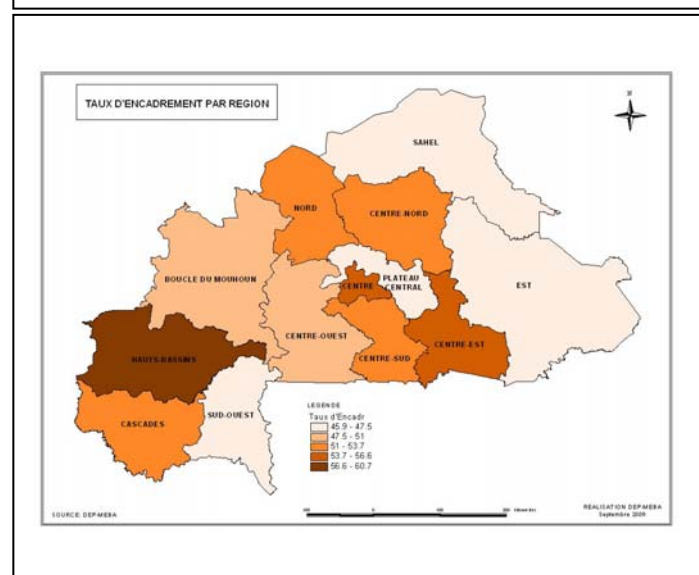 TAUX D'ENCADREMENT PAR REGION
N
SAHEL
NORD
CENTRE-NORD
EST
BOUCLE DU MOUHOUN
PLATEAU
CENTRAL
CENTRE
CENTRE-OUEST
CENTRE-EST
HAUTS-BASSINS
CENTRE-SUD
CASCADES
SUD-OUEST
LEGENDE
Taux d'Encadr
45.9 - 47.5
47.5 - 51
51 - 53.7
53.7 - 56.6
56.6 - 60.7
SOURCE: DEP-MEBA
REALISATION DEP-MEBA
Septembre 2009